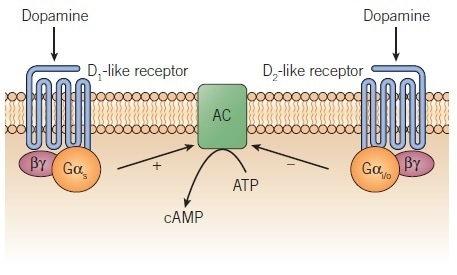 Dopamine
Dopamine
D1-like receptor
D2-like receptor
AC
βγ
Gαs
+
–
Gαi/o
βγ
ATP
cAMP